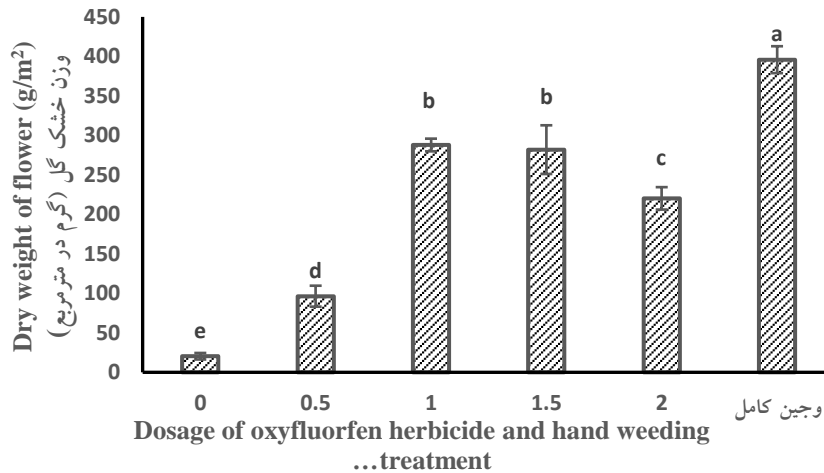 Dry weight of flower (g/m²)
وزن خشک گل (گرم در مترمربع)
450
400
350
300
250
200
150
100
50
0
e
d
b
b
c
a
0 0.5 1 1.5 2 وجین کامل
Dosage of oxyfluorfen herbicide and hand weeding
...treatment